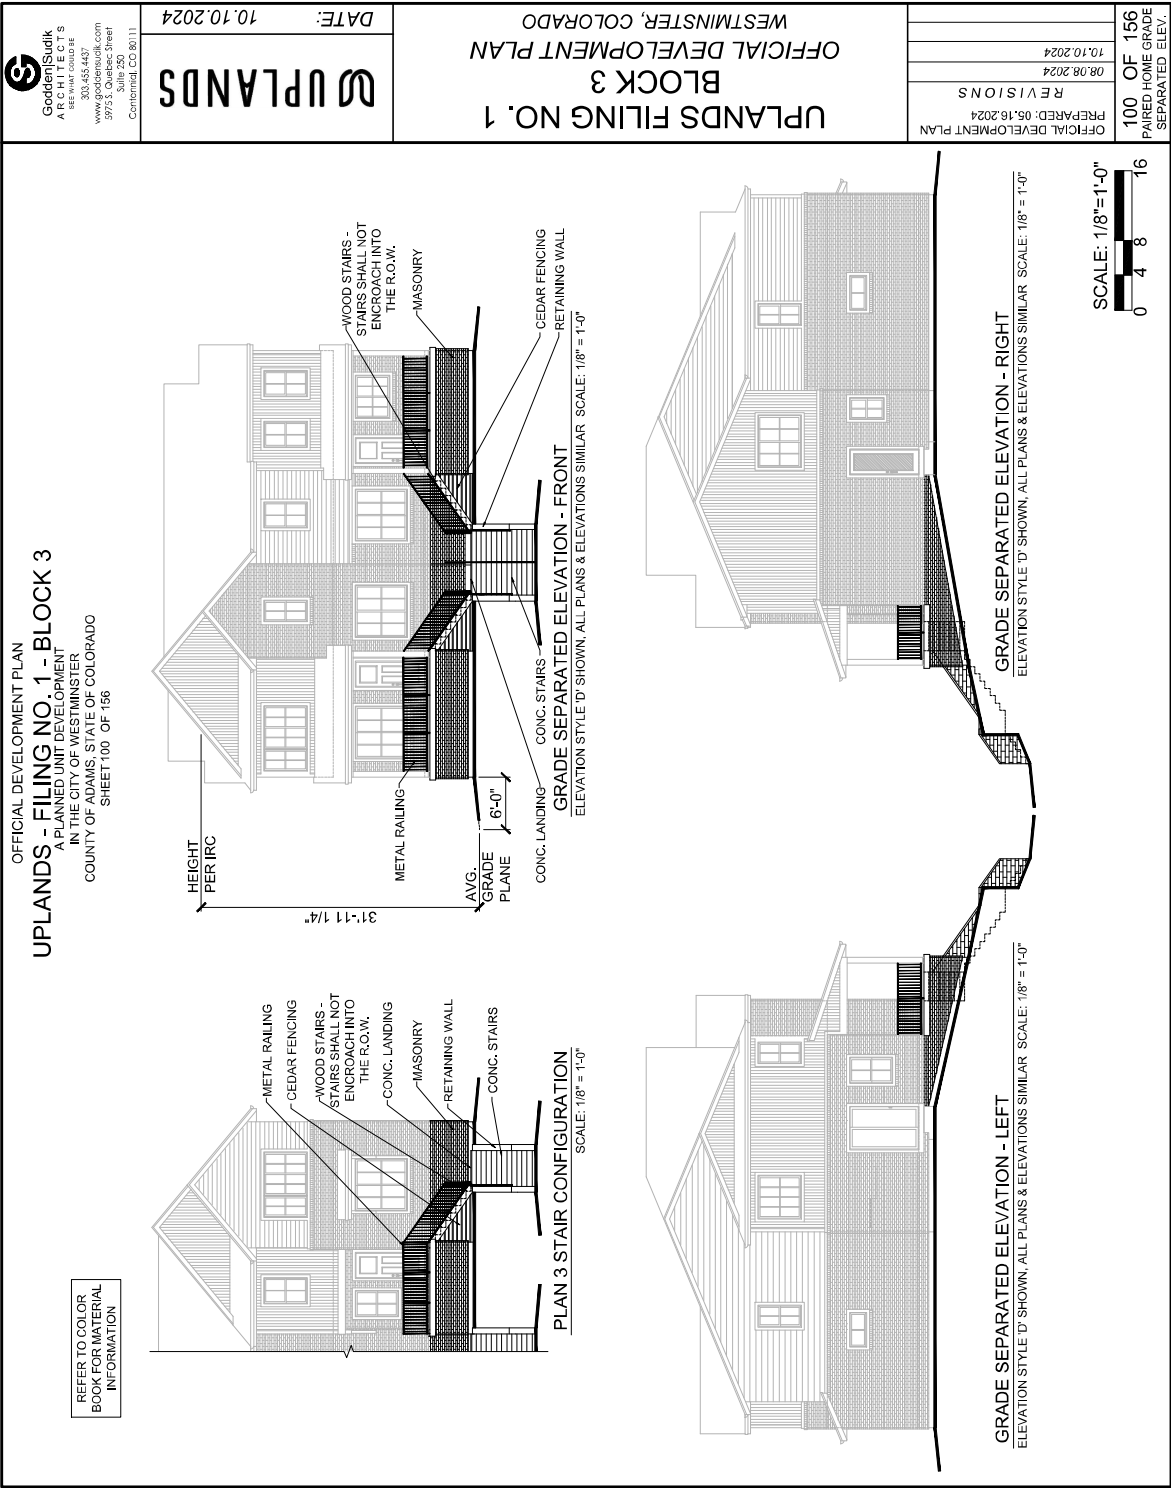 OFFICIAL DEVELOPMENT PLAN
UPLANDS - FILING NO. 1 - BLOCK 3
A PLANNED UNIT DEVELOPMENT
IN THE CITY OF WESTMINSTER
COUNTY OF ADAMS, STATE OF COLORADO
SHEET 100 OF 156
REFER TO COLOR
BOOK FOR MATERIAL
INFORMATION
METAL RAILING
CEDAR FENCING
WOOD STAIRS -
STAIRS SHALL NOT
ENCROACH INTO
THE R.O.W.
CONC. LANDING
MASONRY
RETAINING WALL
CONC. STAIRS
PLAN 3 STAIR CONFIGURATION
SCALE: 1/8" = 1'-0"
HEIGHT
PER IRC
31'-11 1/4"
AVG.
GRADE
PLANE
6'-0"
METAL RAILING
CONC. LANDING
CONC. STAIRS
WOOD STAIRS -
STAIRS SHALL NOT
ENCROACH INTO
THE R.O.W.
MASONRY
CEDAR FENCING
RETAINING WALL
GRADE SEPARATED ELEVATION - FRONT
ELEVATION STYLE 'D' SHOWN, ALL PLANS & ELEVATIONS SIMILAR SCALE: 1/8" = 1'-0"
GRADE SEPARATED ELEVATION - LEFT
ELEVATION STYLE 'D' SHOWN, ALL PLANS & ELEVATIONS SIMILAR SCALE: 1/8" = 1'-0"
GRADE SEPARATED ELEVATION - RIGHT
ELEVATION STYLE 'D' SHOWN, ALL PLANS & ELEVATIONS SIMILAR SCALE: 1/8" = 1'-0"
SCALE: 1/8"=1'-0"
0 4 8 16
Godden|Sudik
ARCHITECTS
SEE WHAT COULD BE
303.455.4437
www.goddensudik.com
5975 S. Quebec Street
Suite 250
Centennial, CO 80111
UPLANDS
DATE: 10.10.2024
UPLANDS FILING NO. 1
BLOCK 3
OFFICIAL DEVELOPMENT PLAN
WESTMINSTER, COLORADO
OFFICIAL DEVELOPMENT PLAN
PREPARED: 05.16.2024
REVISIONS
08.08.2024
10.10.2024
100 OF 156
PAIRED HOME GRADE
SEPARATED ELEV.